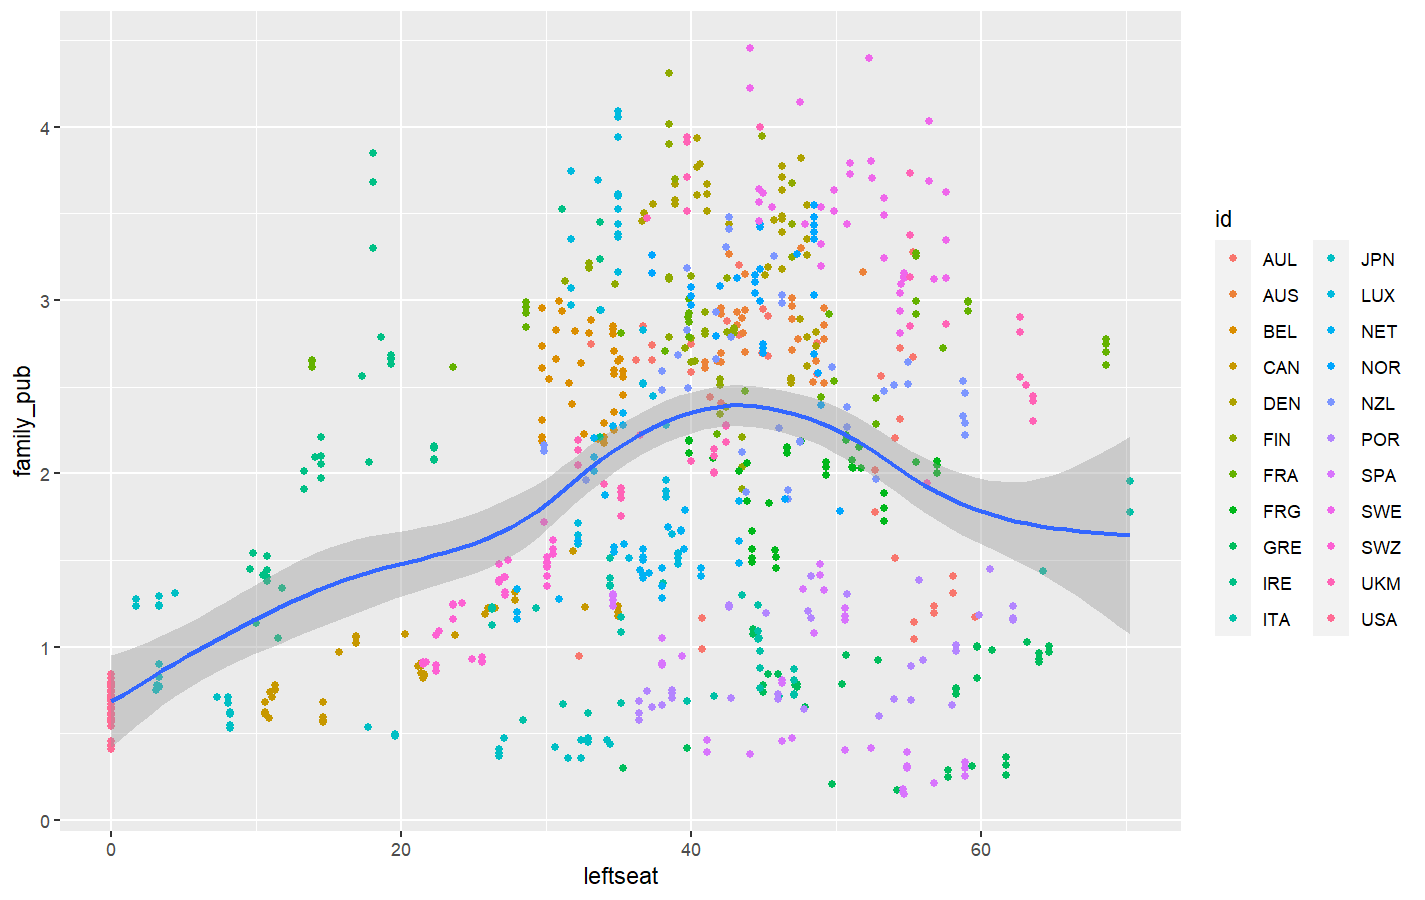 family_pub
4
3
2
1
0
0 20 40 60
leftseat
id
AUL JPN
AUS LUX
BEL NET
CAN NOR
DEN NZL
FIN POR
FRA SPA
FRG SWE
GRE SWZ
IRE UKM
ITA USA